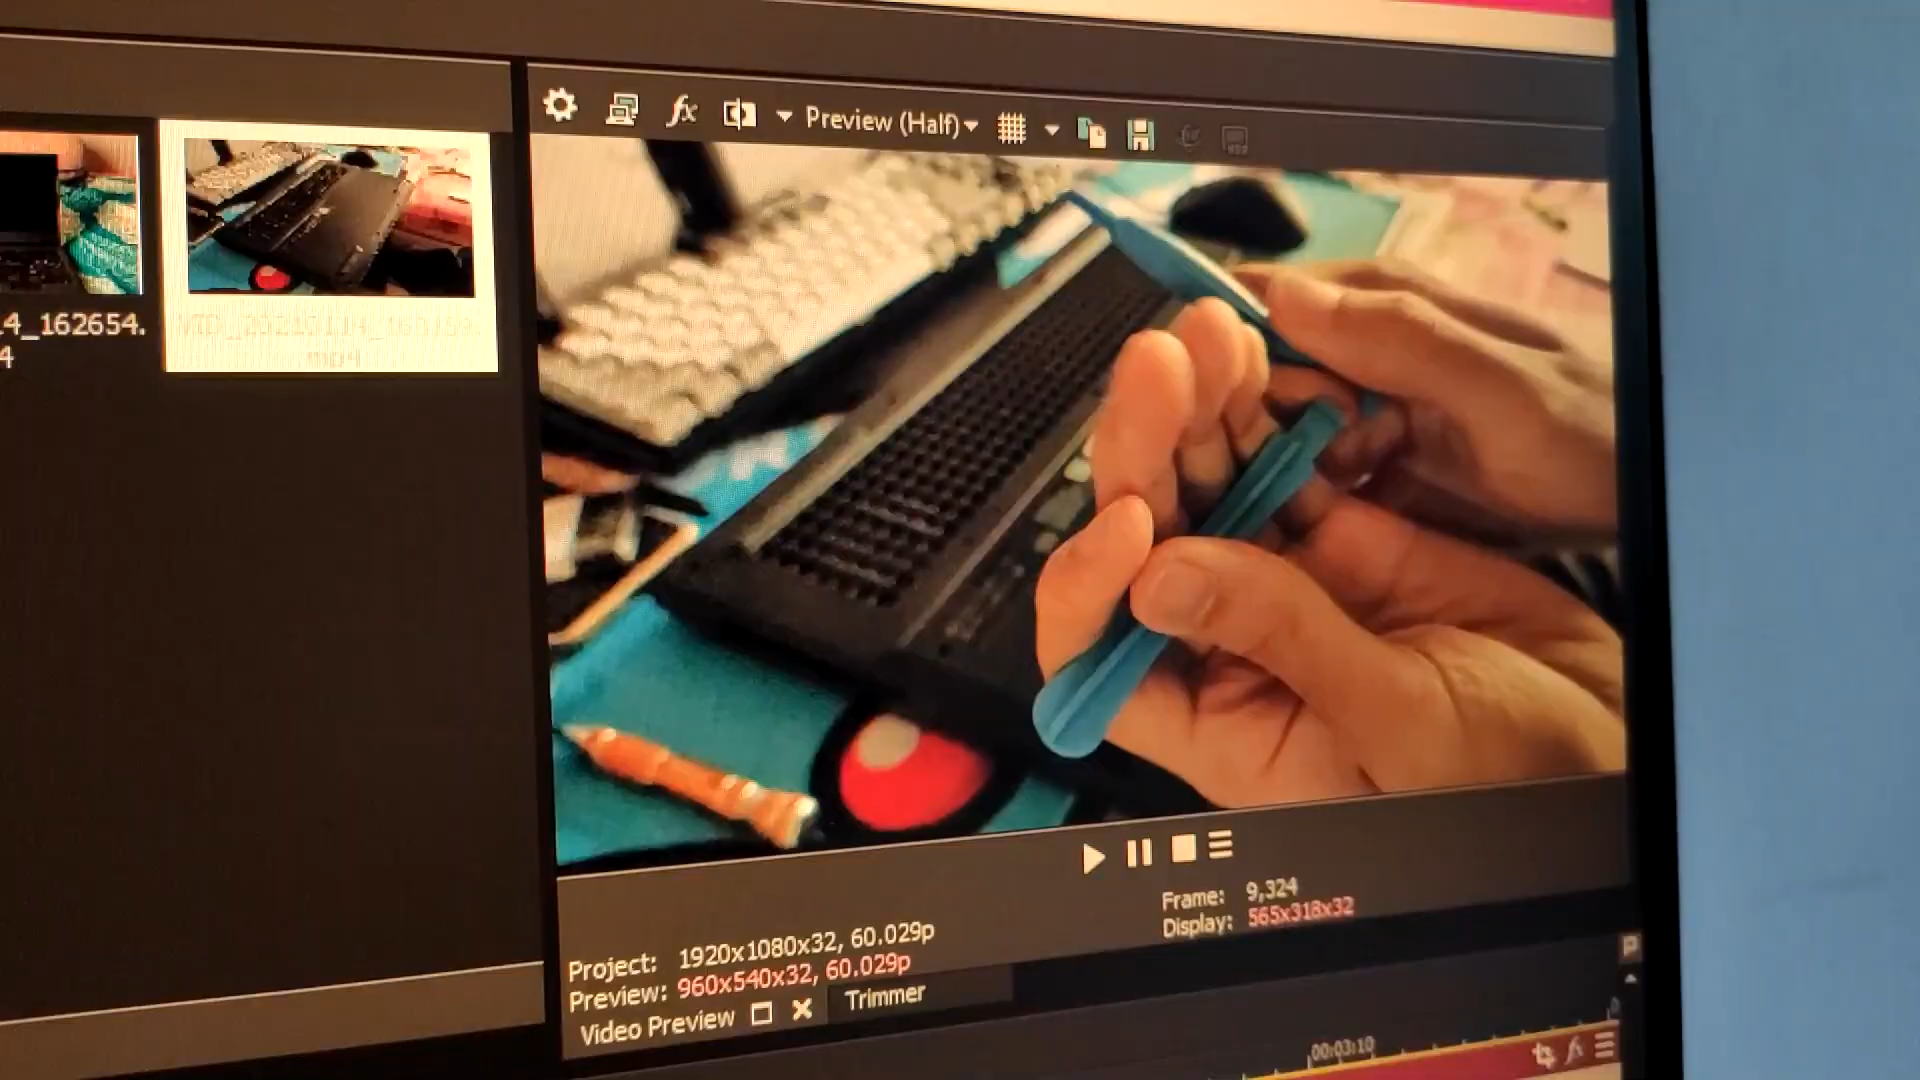 Preview (Half)
4_162654.
4
.mp4
Frame: 9,324
Display: 565x318x32
Project: 1920x1080x32, 60.029p
Preview: 960x540x32, 60.029p
Video Preview
Trimmer
00:03:10